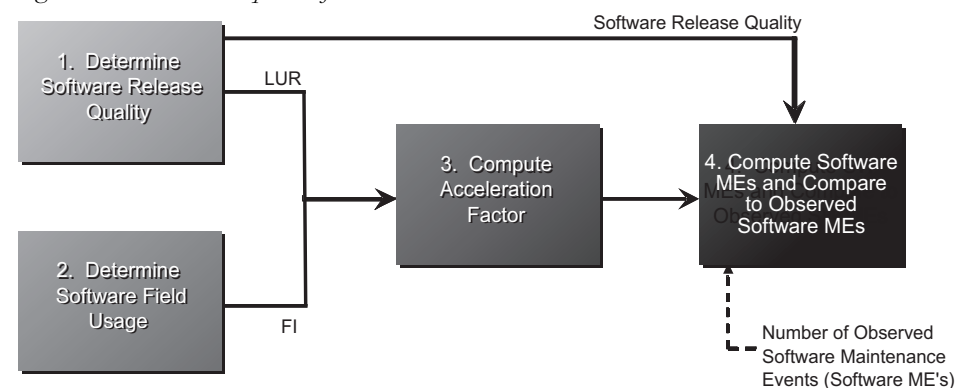 Software Release Quality
1. Determine
Software Release
Quality
LUR
3. Compute
Acceleration
Factor
4. Compute Software
MEs and Compare
to Observed
Software MEs
2. Determine
Software Field
Usage
FI
Number of Observed
Software Maintenance
Events (Software ME's)